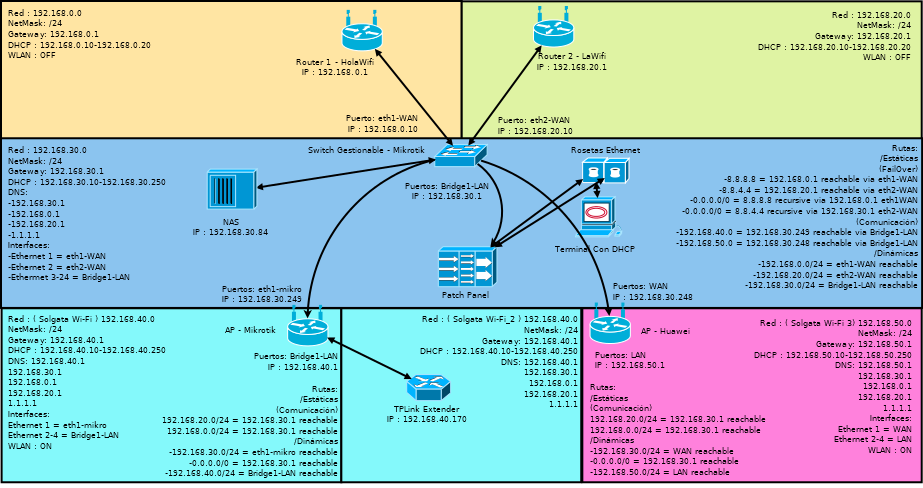 Red : 192.168.0.0
NetMask: /24
Gateway: 192.168.0.1
DHCP : 192.168.0.10-192.168.0.20
WLAN : OFF
Router 1 - HolaWifi
IP : 192.168.0.1
Puerto: eth1-WAN
IP : 192.168.0.10
Red : 192.168.20.0
NetMask: /24
Gateway: 192.168.20.1
DHCP : 192.168.20.10-192.168.20.20
WLAN : OFF
Router 2 - LaWifi
IP : 192.168.20.1
Puerto: eth2-WAN
IP : 192.168.20.10
Red : 192.168.30.0
NetMask: /24
Gateway: 192.168.30.1
DHCP : 192.168.30.10-192.168.30.250
DNS:
-192.168.30.1
-192.168.0.1
-192.168.20.1
-1.1.1.1
Interfaces:
-Ethernet 1 = eth1-WAN
-Ethernet 2 = eth2-WAN
-Ethermet 3-24 = Bridge1-LAN
Switch Gestionable - Mikrotik
Puertos: Bridge1-LAN
IP : 192.168.30.1
NAS
IP : 192.168.30.84
Rosetas Ethernet
Terminal Con DHCP
Patch Panel
Rutas:
/Estáticas
(FailOver)
-8.8.8.8 = 192.168.0.1 reachable via eth1-WAN
-8.8.4.4 = 192.168.20.1 reachable via eth2-WAN
-0.0.0.0/0 = 8.8.8.8 recursive via 192.168.0.1 eth1WAN
-0.0.0.0/0 = 8.8.4.4 recursive via 192.168.30.1 eth2-WAN
(Comunicación)
-192.168.40.0 = 192.168.30.249 reachable via Bridge1-LAN
-192.168.50.0 = 192.168.30.248 reachable via Bridge1-LAN
/Dinámicas
-192.168.0.0/24 = eth1-WAN reachable
-192.168.20.0/24 = eth2-WAN reachable
-192.168.30.0/24 = Bridge1-LAN reachable
Puertos: eth1-mikro
IP : 192.168.30.249
Puertos: WAN
IP : 192.168.30.248
Red : ( Solgata Wi-Fi ) 192.168.40.0
NetMask: /24
Gateway: 192.168.40.1
DHCP : 192.168.40.10-192.168.40.250
DNS: 192.168.40.1
192.168.30.1
192.168.0.1
192.168.20.1
1.1.1.1
Interfaces:
Ethernet 1 = eth1-mikro
Ethernet 2-4 = Bridge1-LAN
WLAN : ON
AP - Mikrotik
Puertos: Bridge1-LAN
IP : 192.168.40.1
Rutas:
/Estáticas
(Comunicación)
192.168.20.0/24 = 192.168.30.1 reachable
192.168.0.0/24 = 192.168.30.1 reachable
/Dinámicas
-192.168.30.0/24 = eth1-mikro reachable
-0.0.0.0/0 = 192.168.30.1 reachable
-192.168.40.0/24 = Bridge1-LAN reachable
Red : ( Solgata Wi-Fi_2 ) 192.168.40.0
NetMask: /24
Gateway: 192.168.40.1
DHCP : 192.168.40.10-192.168.40.250
DNS: 192.168.40.1
192.168.30.1
192.168.0.1
192.168.20.1
1.1.1.1
TPLink Extender
IP : 192.168.40.170
AP - Huawei
Puertos: LAN
IP : 192.168.50.1
Rutas:
/Estáticas
(Comunicación)
192.168.20.0/24 = 192.168.30.1 reachable
192.168.0.0/24 = 192.168.30.1 reachable
/Dinámicas
-192.168.30.0/24 = WAN reachable
-0.0.0.0/0 = 192.168.30.1 reachable
-192.168.50.0/24 = LAN reachable
Red : ( Solgata Wi-Fi 3) 192.168.50.0
NetMask: /24
Gateway: 192.168.50.1
DHCP : 192.168.50.10-192.168.50.250
DNS: 192.168.50.1
192.168.30.1
192.168.0.1
192.168.20.1
1.1.1.1
Interfaces:
Ethernet 1 = WAN
Ethernet 2-4 = LAN
WLAN : ON